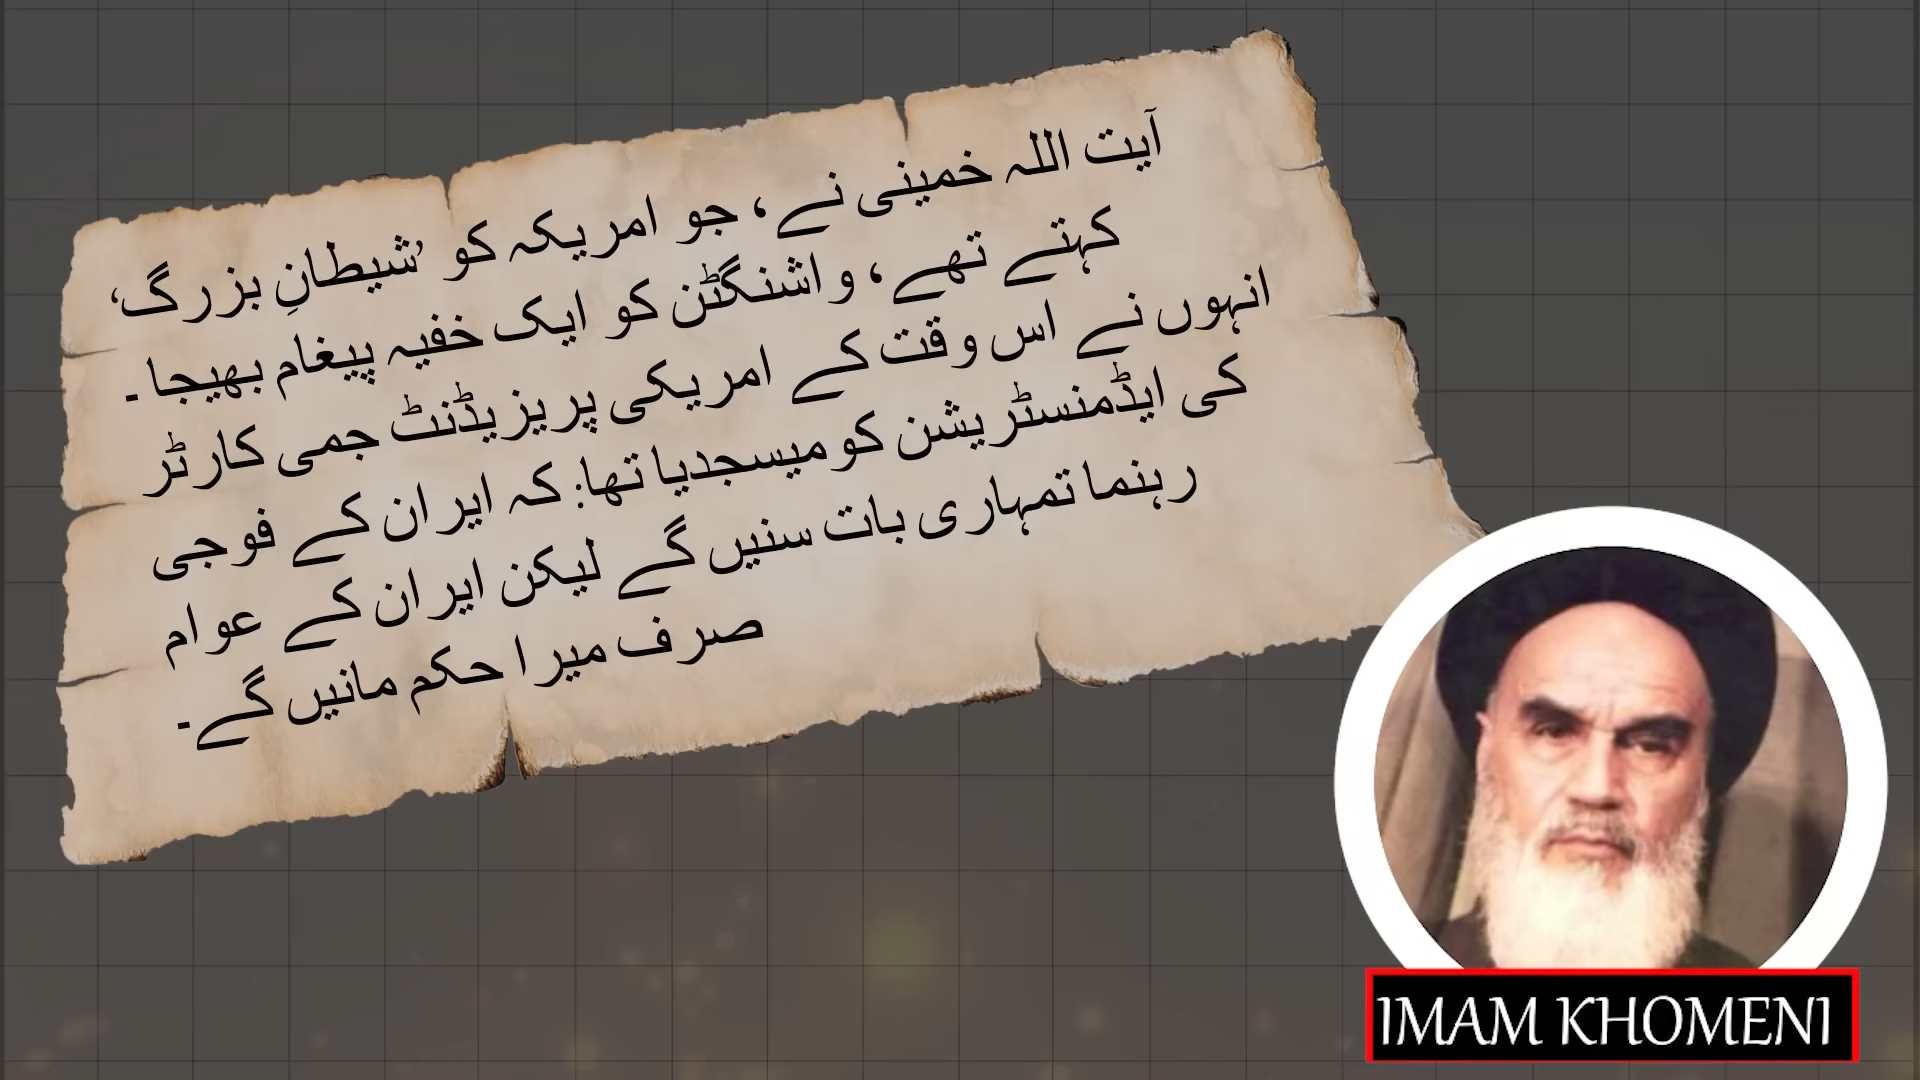 آیت اللہ خمینی نے، جو امریکہ کو ’شیطانِ بزرگ‘
کہتے تھے، واشنگٹن کو ایک خفیہ پیغام بھیجا۔
انہوں نے اس وقت کے امریکی پریزیڈنٹ جمی کارٹر
کی ایڈمنسٹریشن کو میسجدیا تھا: کہ ایران کے فوجی
رہنما تمہاری بات سنیں گے لیکن ایران کے عوام
صرف میرا حکم مانیں گے۔
IMAM KHOMENI